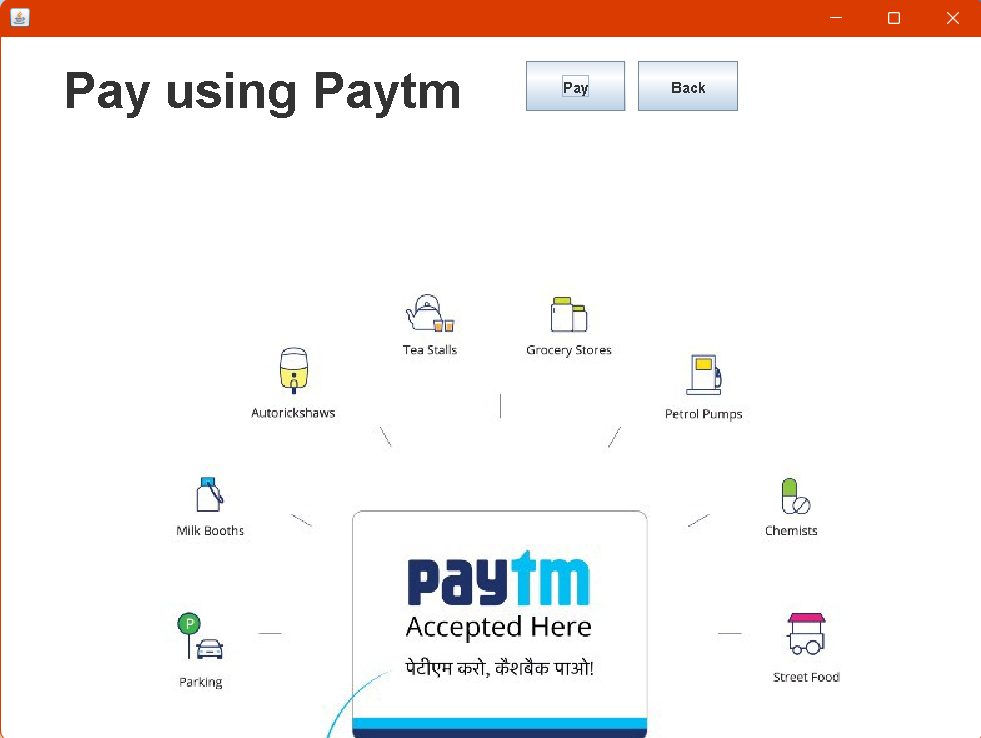 Pay using Paytm
Pay
Back
Tea Stalls
Grocery Stores
Autorickshaws
Petrol Pumps
Milk Booths
Chemists
paytm
Accepted Here
पेटीएम करो, कैशबैक पाओ!
P
Parking
Street Food